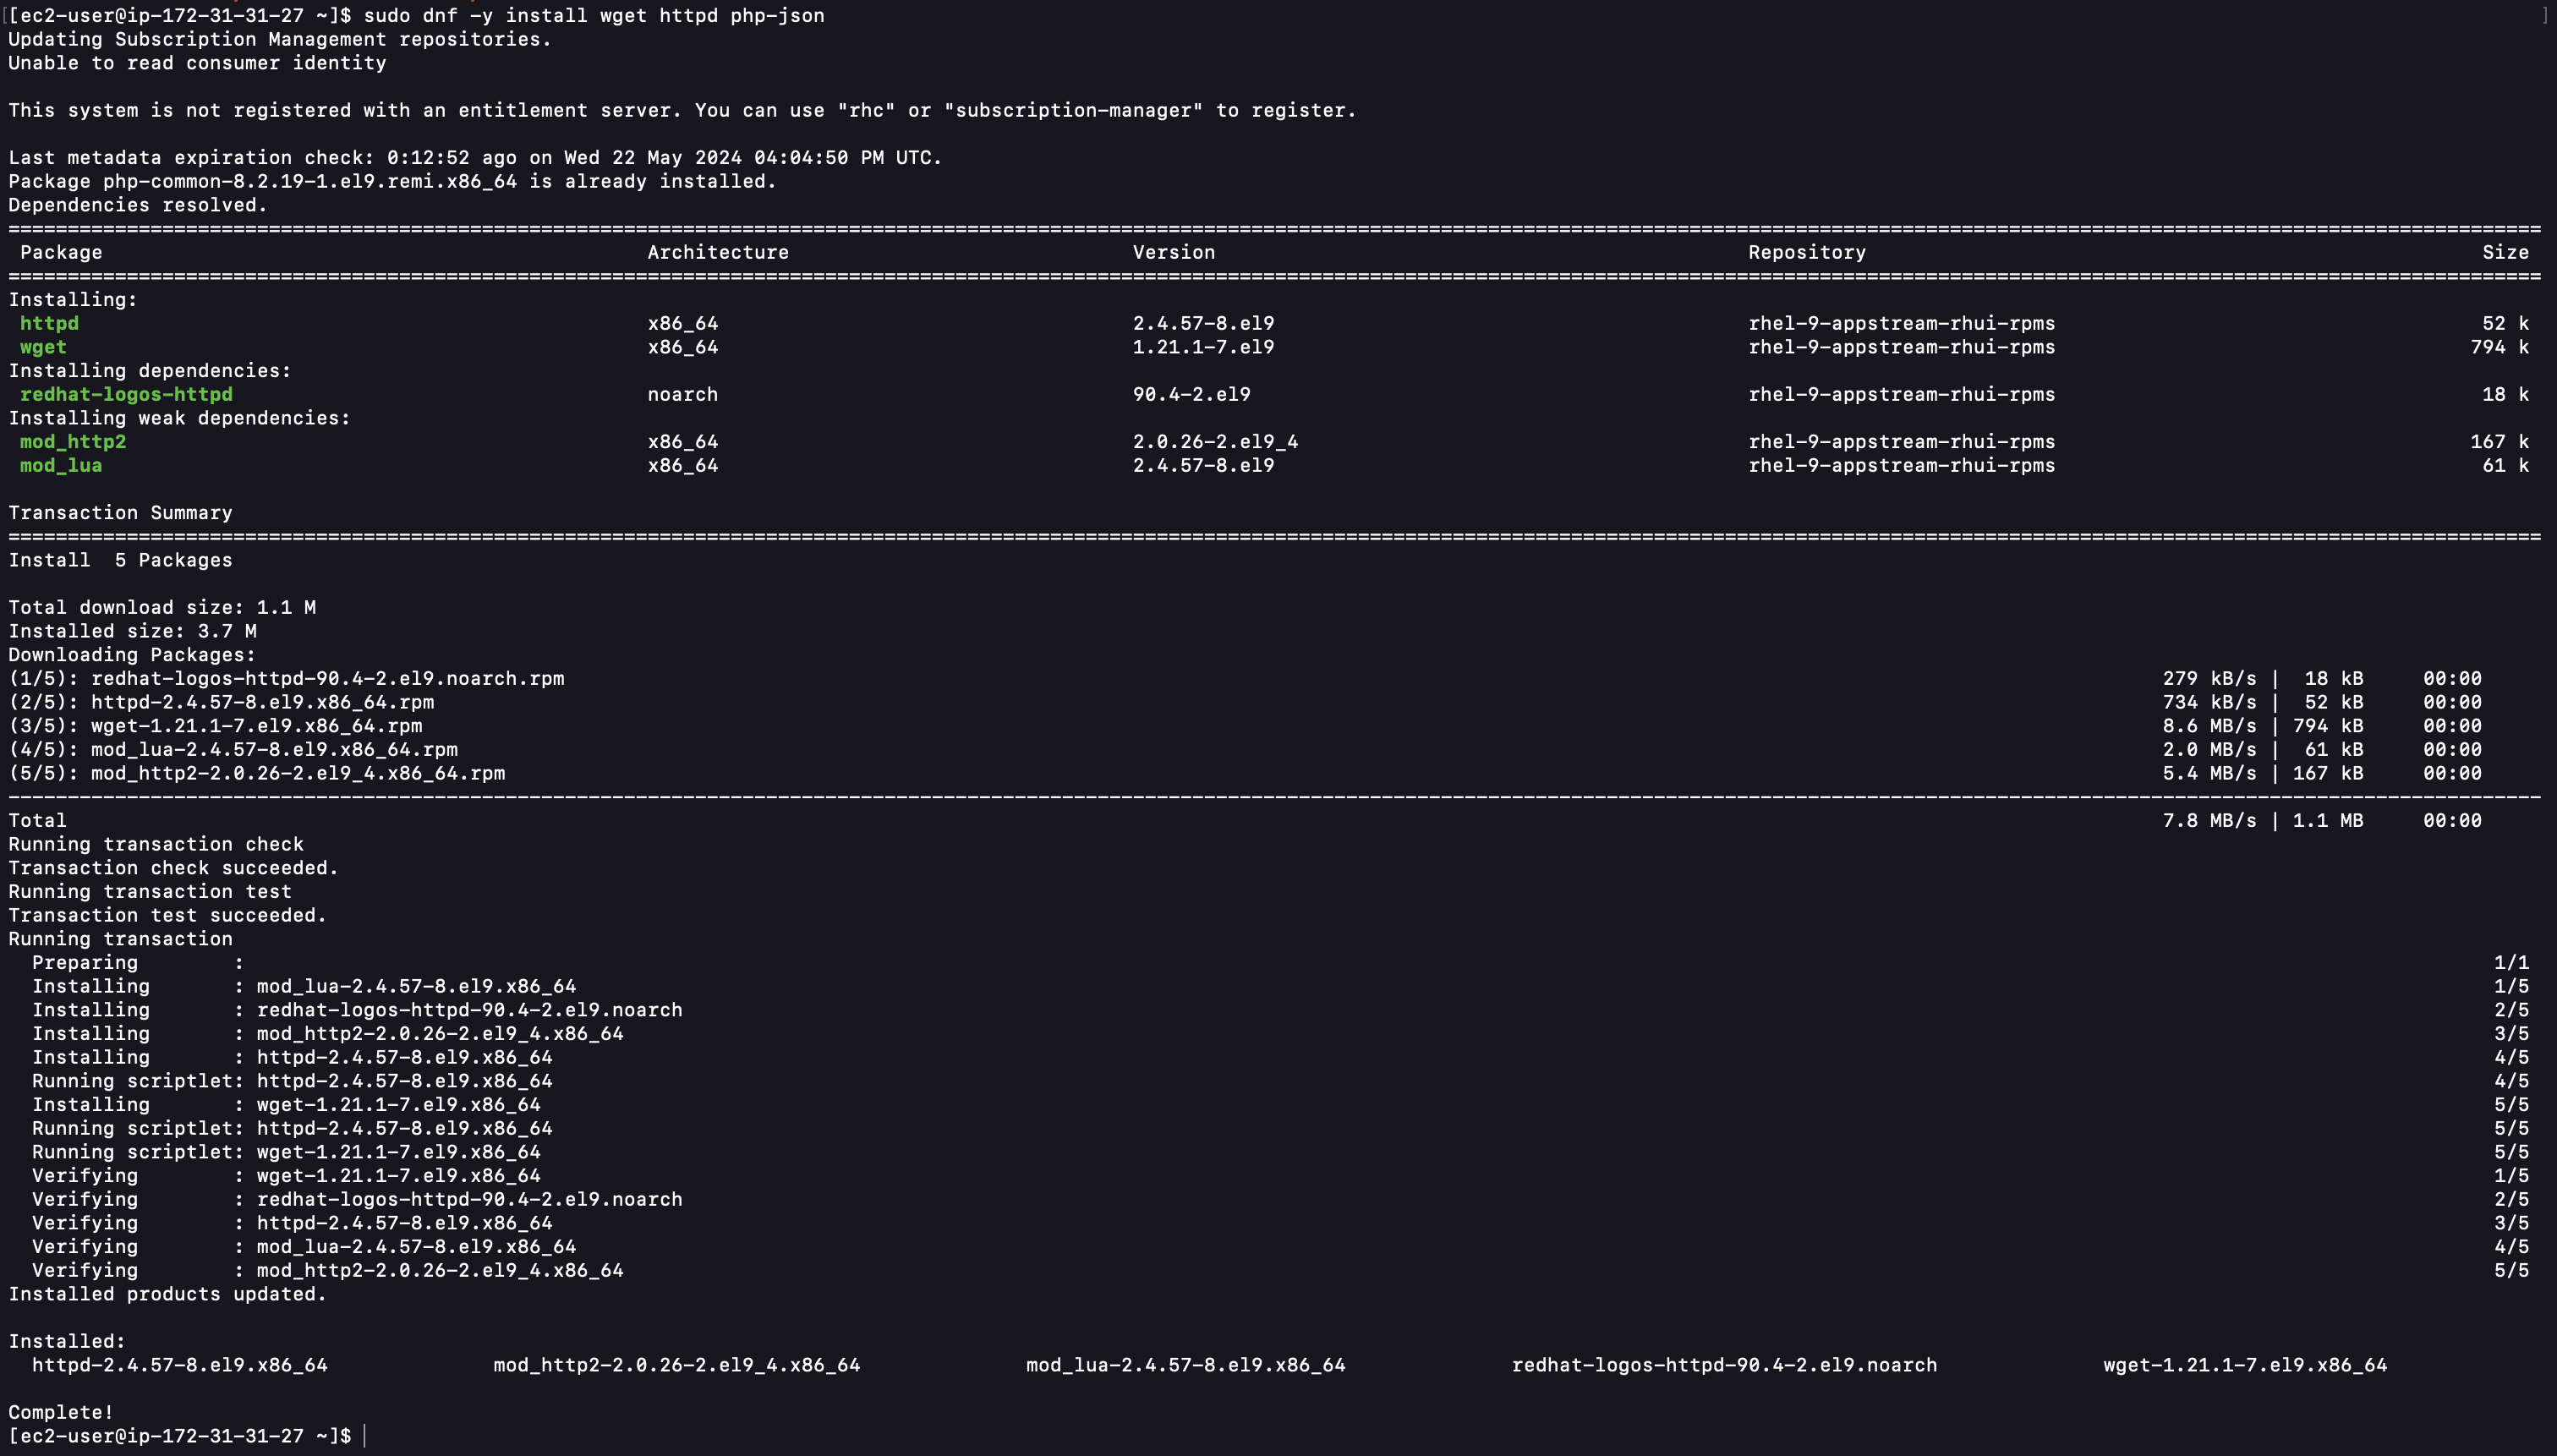 [ec2-user@ip-172-31-31-27 ~]$ sudo dnf -y install wget httpd php-json
Updating Subscription Management repositories.
Unable to read consumer identity
This system is not registered with an entitlement server. You can use "rhc" or "subscription-manager" to register.
Last metadata expiration check: 0:12:52 ago on Wed 22 May 2024 04:04:50 PM UTC.
Package php-common-8.2.19-1.el9.remi.x86_64 is already installed.
Dependencies resolved.
Package Architecture Version Repository Size
Installing:
httpd x86_64 2.4.57-8.el9 rhel-9-appstream-rhui-rpms 52 k
wget x86_64 1.21.1-7.el9 rhel-9-appstream-rhui-rpms 794 k
Installing dependencies:
redhat-logos-httpd noarch 90.4-2.el9 rhel-9-appstream-rhui-rpms 18 k
Installing weak dependencies:
mod_http2 x86_64 2.0.26-2.el9_4 rhel-9-appstream-rhui-rpms 167 k
mod_lua x86_64 2.4.57-8.el9 rhel-9-appstream-rhui-rpms 61 k
Transaction Summary
Install  5 Packages
Total download size: 1.1 M
Installed size: 3.7 M
Downloading Packages:
(1/5): redhat-logos-httpd-90.4-2.el9.noarch.rpm 279 kB/s | 18 kB 00:00
(2/5): httpd-2.4.57-8.el9.x86_64.rpm 734 kB/s | 52 kB 00:00
(3/5): wget-1.21.1-7.el9.x86_64.rpm 8.6 MB/s | 794 kB 00:00
(4/5): mod_lua-2.4.57-8.el9.x86_64.rpm 2.0 MB/s | 61 kB 00:00
(5/5): mod_http2-2.0.26-2.el9_4.x86_64.rpm 5.4 MB/s | 167 kB 00:00
Total 7.8 MB/s | 1.1 MB 00:00
Running transaction check
Transaction check succeeded.
Running transaction test
Transaction test succeeded.
Running transaction
Preparing : 1/1
Installing : mod_lua-2.4.57-8.el9.x86_64 1/5
Installing : redhat-logos-httpd-90.4-2.el9.noarch 2/5
Installing : mod_http2-2.0.26-2.el9_4.x86_64 3/5
Installing : httpd-2.4.57-8.el9.x86_64 4/5
Running scriptlet: httpd-2.4.57-8.el9.x86_64 4/5
Installing : wget-1.21.1-7.el9.x86_64 5/5
Running scriptlet: httpd-2.4.57-8.el9.x86_64 5/5
Running scriptlet: wget-1.21.1-7.el9.x86_64 5/5
Verifying : wget-1.21.1-7.el9.x86_64 1/5
Verifying : redhat-logos-httpd-90.4-2.el9.noarch 2/5
Verifying : httpd-2.4.57-8.el9.x86_64 3/5
Verifying : mod_lua-2.4.57-8.el9.x86_64 4/5
Verifying : mod_http2-2.0.26-2.el9_4.x86_64 5/5
Installed products updated.
Installed:
httpd-2.4.57-8.el9.x86_64 mod_http2-2.0.26-2.el9_4.x86_64 mod_lua-2.4.57-8.el9.x86_64 redhat-logos-httpd-90.4-2.el9.noarch wget-1.21.1-7.el9.x86_64
Complete!
[ec2-user@ip-172-31-31-27 ~]$